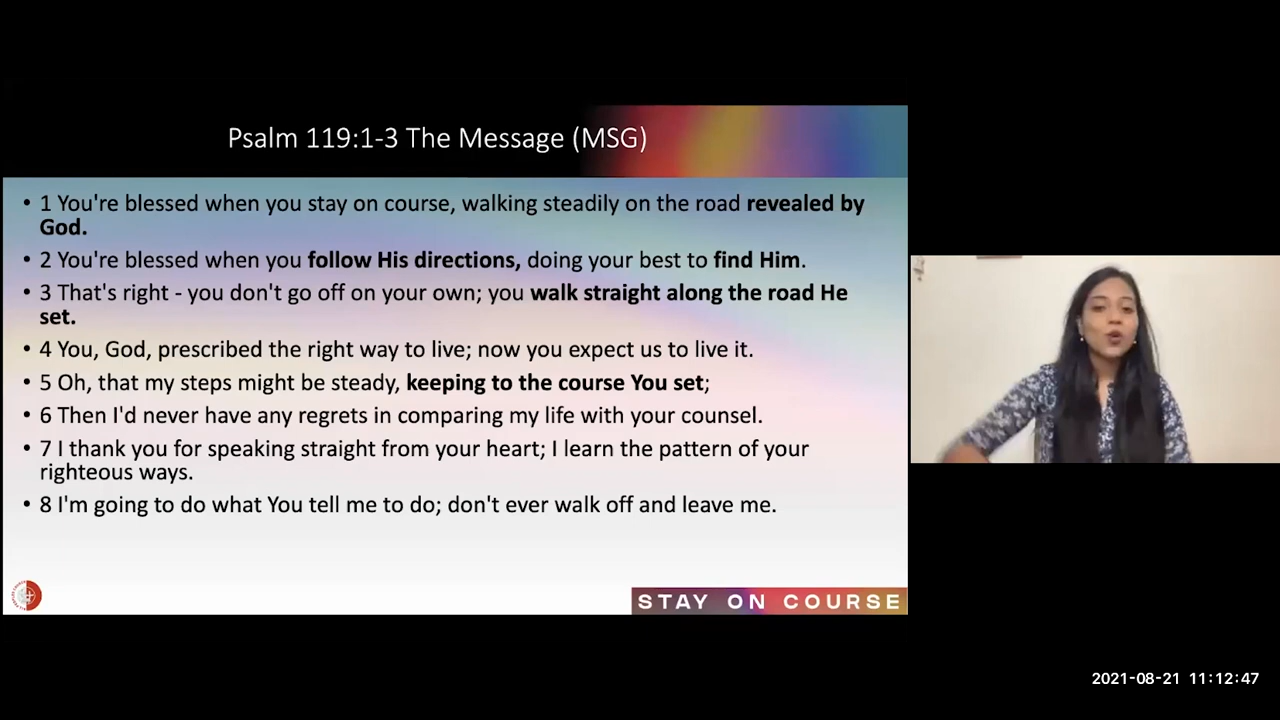 Psalm 119:1-3 The Message (MSG)
• 1 You're blessed when you stay on course, walking steadily on the road revealed by
God.
• 2 You're blessed when you follow His directions, doing your best to find Him.
• 3 That's right - you don't go off on your own; you walk straight along the road He
set.
• 4 You, God, prescribed the right way to live; now you expect us to live it.
• 5 Oh, that my steps might be steady, keeping to the course You set;
• 6 Then I'd never have any regrets in comparing my life with your counsel.
• 7 I thank you for speaking straight from your heart; I learn the pattern of your
righteous ways.
• 8 I'm going to do what You tell me to do; don't ever walk off and leave me.
STAY ON COURSE
2021-08-21 11:12:47